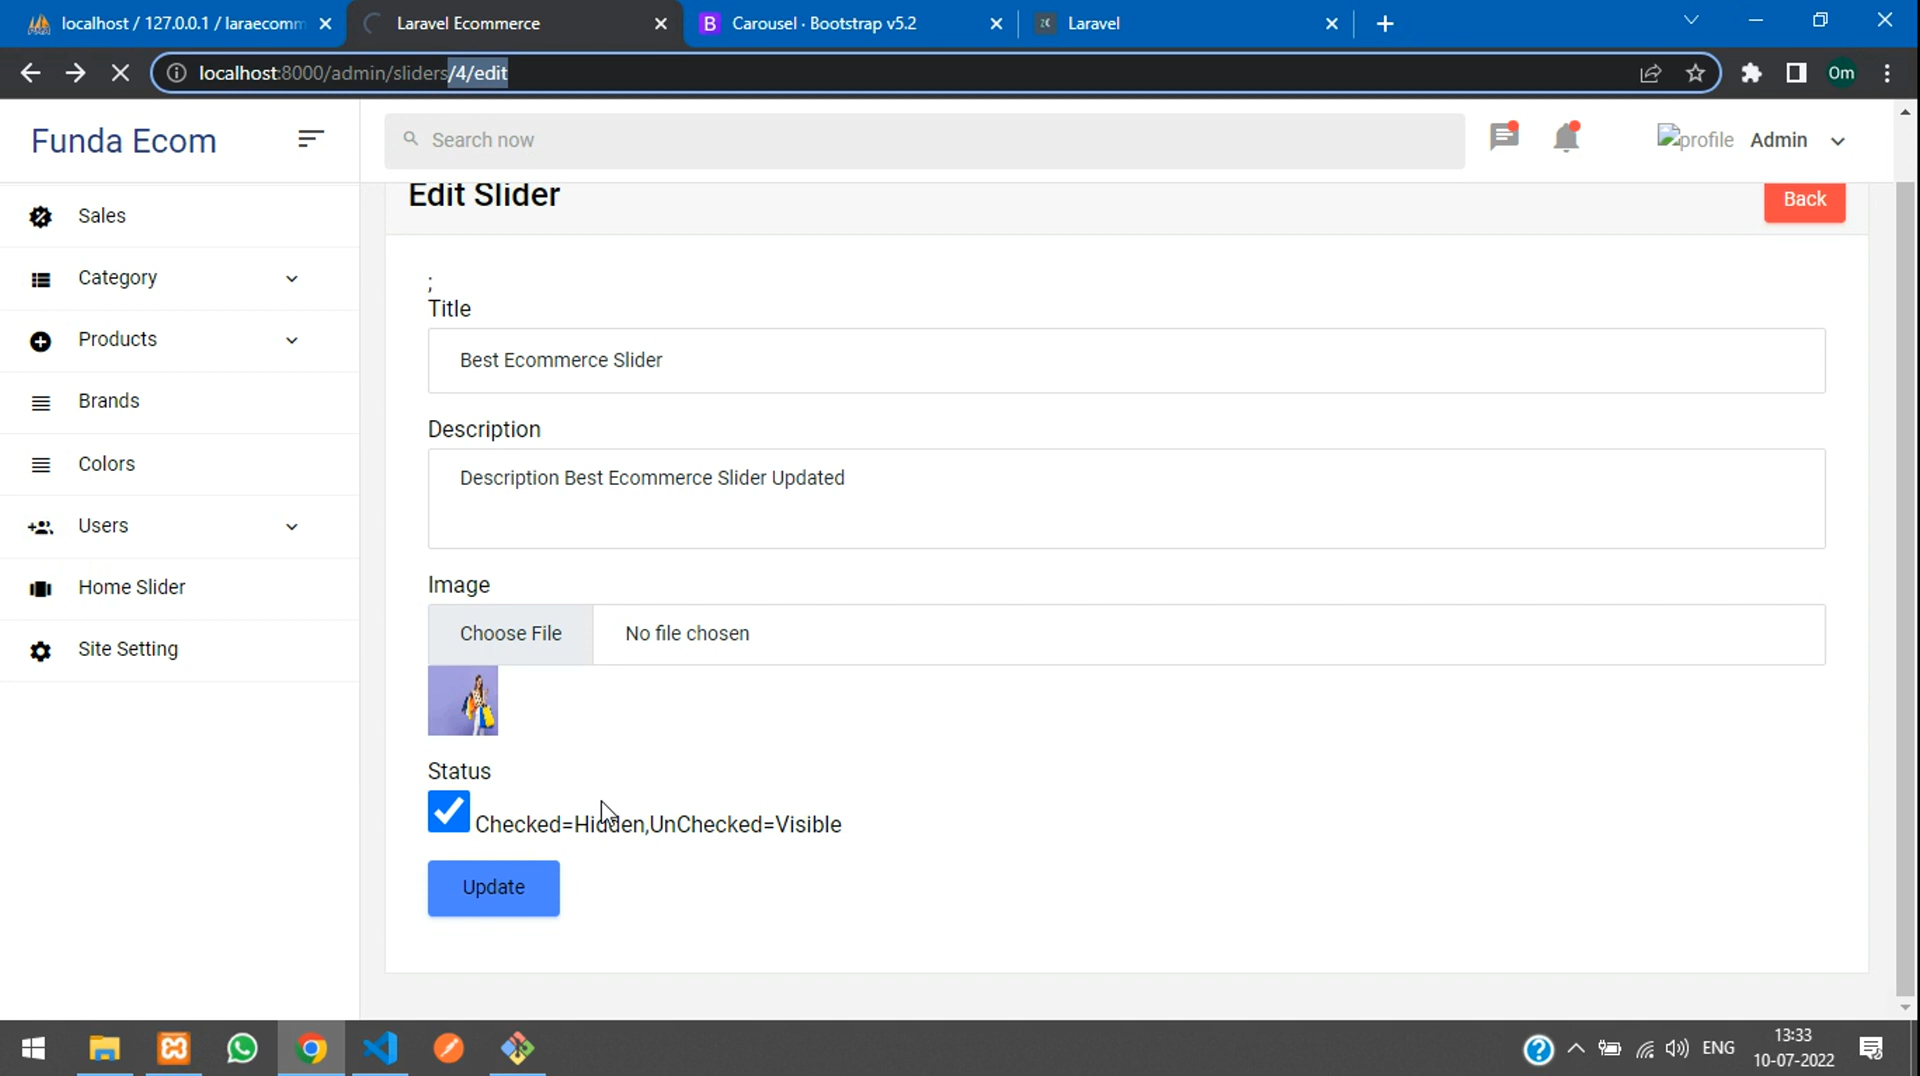 localhost / 127.0.0.1 / laraecomm
Laravel Ecommerce
Carousel · Bootstrap v5.2
Laravel
localhost:8000/admin/sliders/4/edit
Om
Funda Ecom
Search now
profile
Admin
Sales
Category
Products
Brands
Colors
Users
Home Slider
Site Setting
Edit Slider
Back
;
Title
Best Ecommerce Slider
Description
Description Best Ecommerce Slider Updated
Image
Choose File
No file chosen
Status
Checked=Hidden,UnChecked=Visible
Update
ENG
13:33
10-07-2022